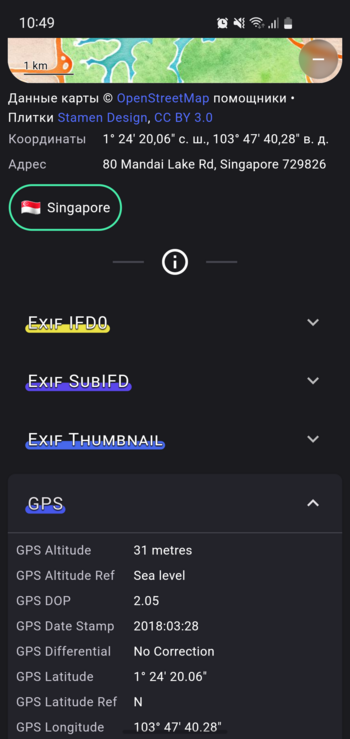 10:49
1 km
Данные карты © OpenStreetMap помощники •
Плитки Stamen Design, CC BY 3.0
Координаты 1° 24' 20,06" с. ш., 103° 47' 40,28" в. д.
Адрес 80 Mandai Lake Rd, Singapore 729826
Singapore
Exif IFD0
Exif SubIFD
Exif Thumbnail
GPS
GPS Altitude 31 metres
GPS Altitude Ref Sea level
GPS DOP 2.05
GPS Date Stamp 2018:03:28
GPS Differential No Correction
GPS Latitude 1° 24' 20.06"
GPS Latitude Ref N
GPS Longitude 103° 47' 40.28"